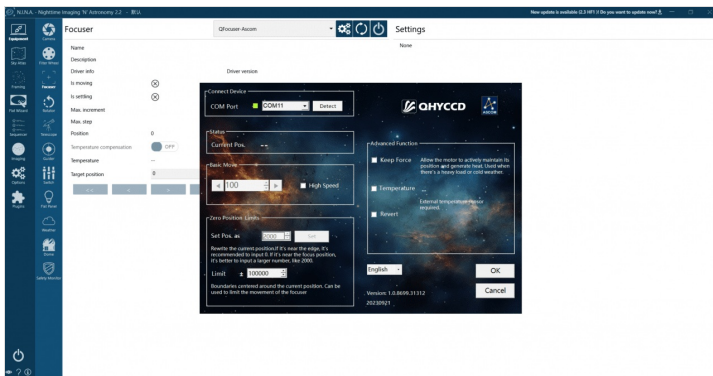 N.I.N.A. - Nighttime Imaging 'N' Astronomy 2.2 - 默认
New update is available (2.3 HF1 )! Do you want to update now?
Equipment
Camera
Focuser
QFocuser-Ascom
Settings
None
Sky Atlas
Filter Wheel
Name
Description
Driver info
Driver version
Framing
Focuser
Is moving
Is settling
Flat Wizard
Rotator
Max. increment
Max. step
Sequencer
Telescope
Position
0
Temperature compensation
OFF
Imaging
Guider
Temperature
--
Target position
0
Options
Switch
<<
<
>
Plugins
Flat Panel
Weather
Dome
Safety Monitor
Connect Device
COM Port
COM11
Detect
QHYCCD
ASCOM
Status
Current Pos.
--
Basic Move
100
High Speed
Zero Position Limits
Set Pos. as
2000
Set
Rewrite the current position.If it's near the edge, it's
recommended to input 0. If it's near the focus position,
it's better to input a larger number, like 2000.
Limit
±
100000
Boundaries centered around the current position. Can be
used to limit the movement of the focuser
Advanced Function
Keep Force
Allow the motor to actively maintain its
position and generate heat. Used when
there's a heavy load or cold weather.
Temperature
--
External temperature sensor
required.
Revert
English
OK
Cancel
Version: 1.0.8699.31312
20230921